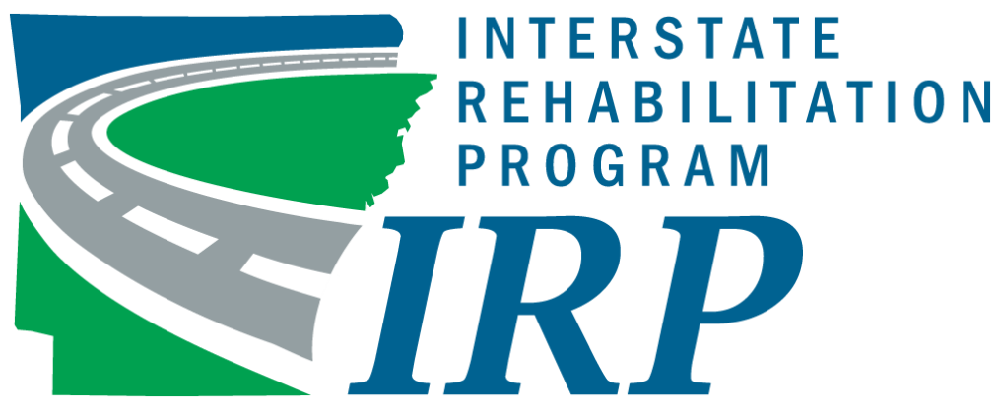 INTERSTATE
REHABILITATION
PROGRAM
IRP